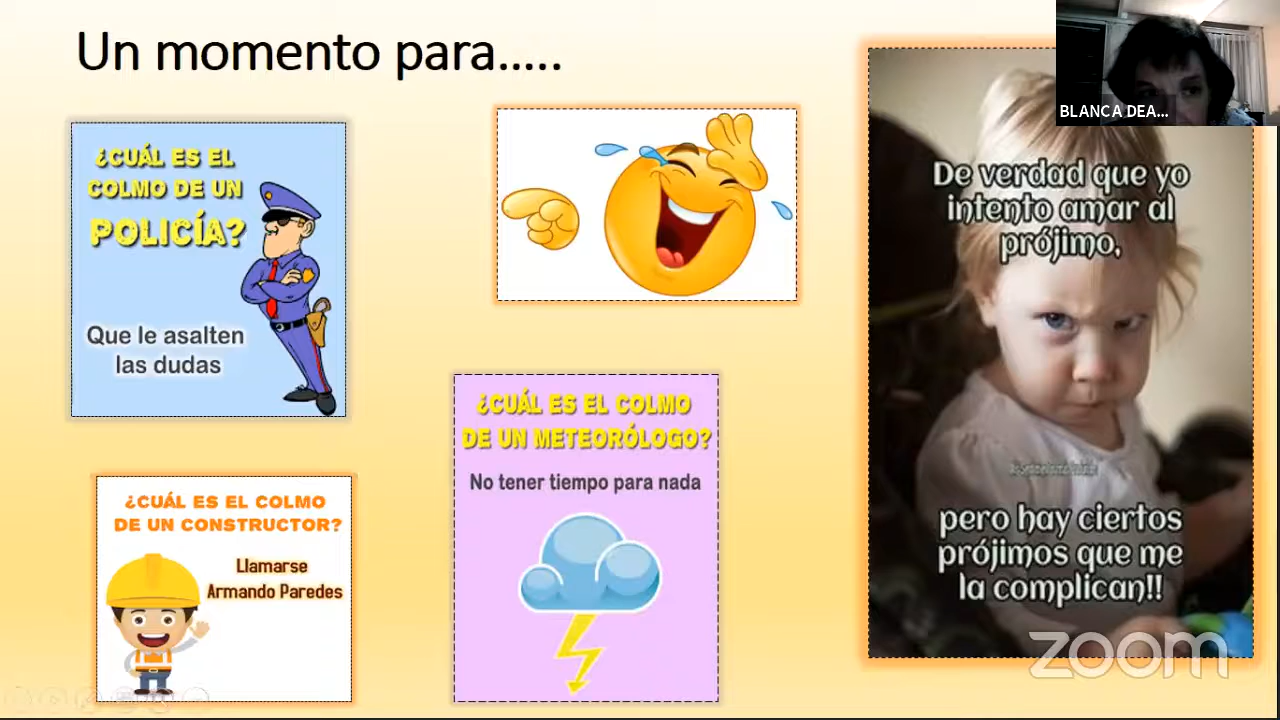 Un momento para.....
BLANCA DEA...
¿CUÁL ES EL
COLMO DE UN
POLICÍA?
Que le asalten
las dudas
De verdad que yo
intento amar al
prójimo,
pero hay ciertos
prójimos que me
la complican!!
¿CUÁL ES EL COLMO
DE UN METEORÓLOGO?
No tener tiempo para nada
¿CUÁL ES EL COLMO
DE UN CONSTRUCTOR?
Llamarse
Armando Paredes
zoom